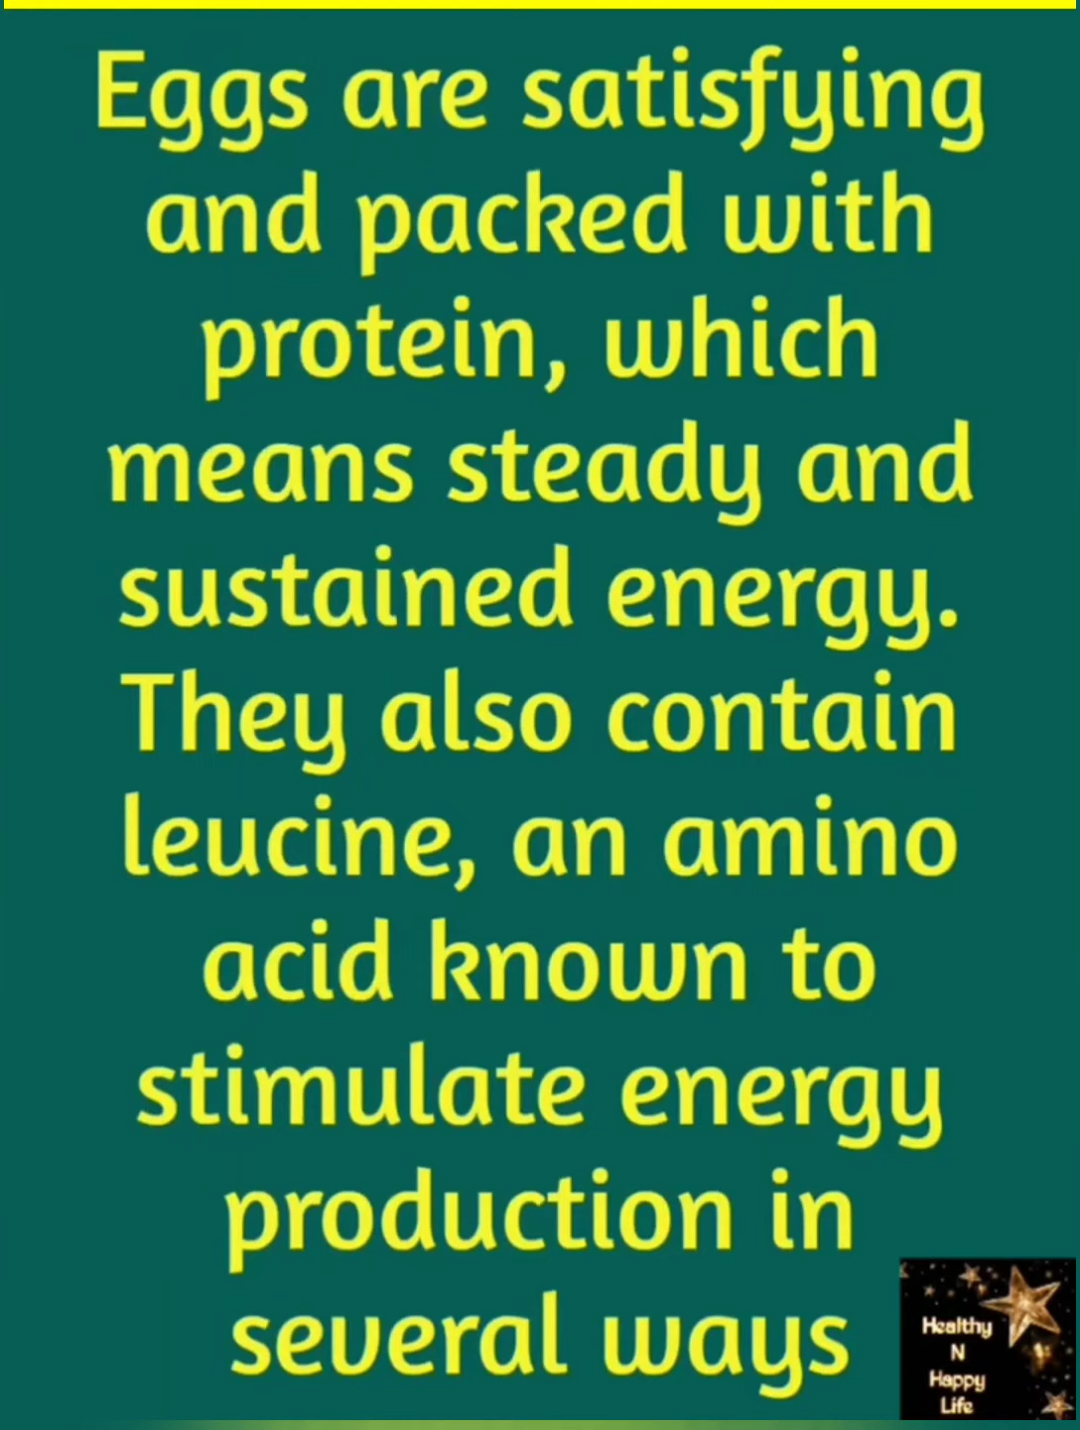 Eggs are satisfying
and packed with
protein, which
means steady and
sustained energy.
They also contain
leucine, an amino
acid known to
stimulate energy
production in
several ways
Healthy
N
Happy
Life